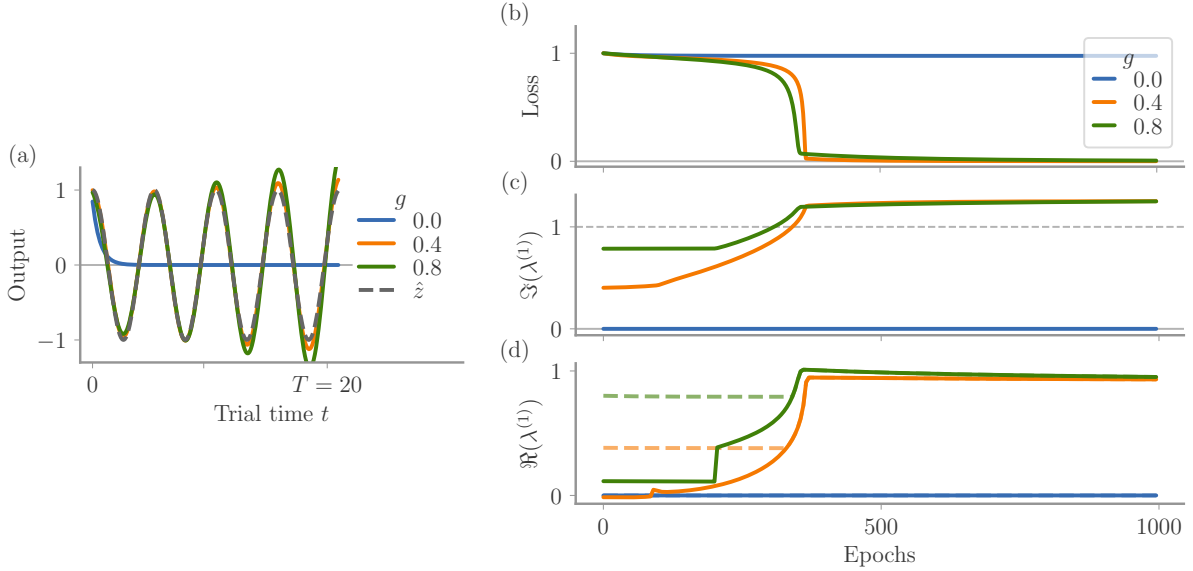 (a)
1
0
−1
Output
0
T = 20
Trial time t
g
0.0
0.4
0.8
ẑ
(b)
1
0
Loss
g
0.0
0.4
0.8
(c)
1
0
ℑ(λ⁽¹⁾)
(d)
1
0
ℜ(λ⁽¹⁾)
0
500
1000
Epochs